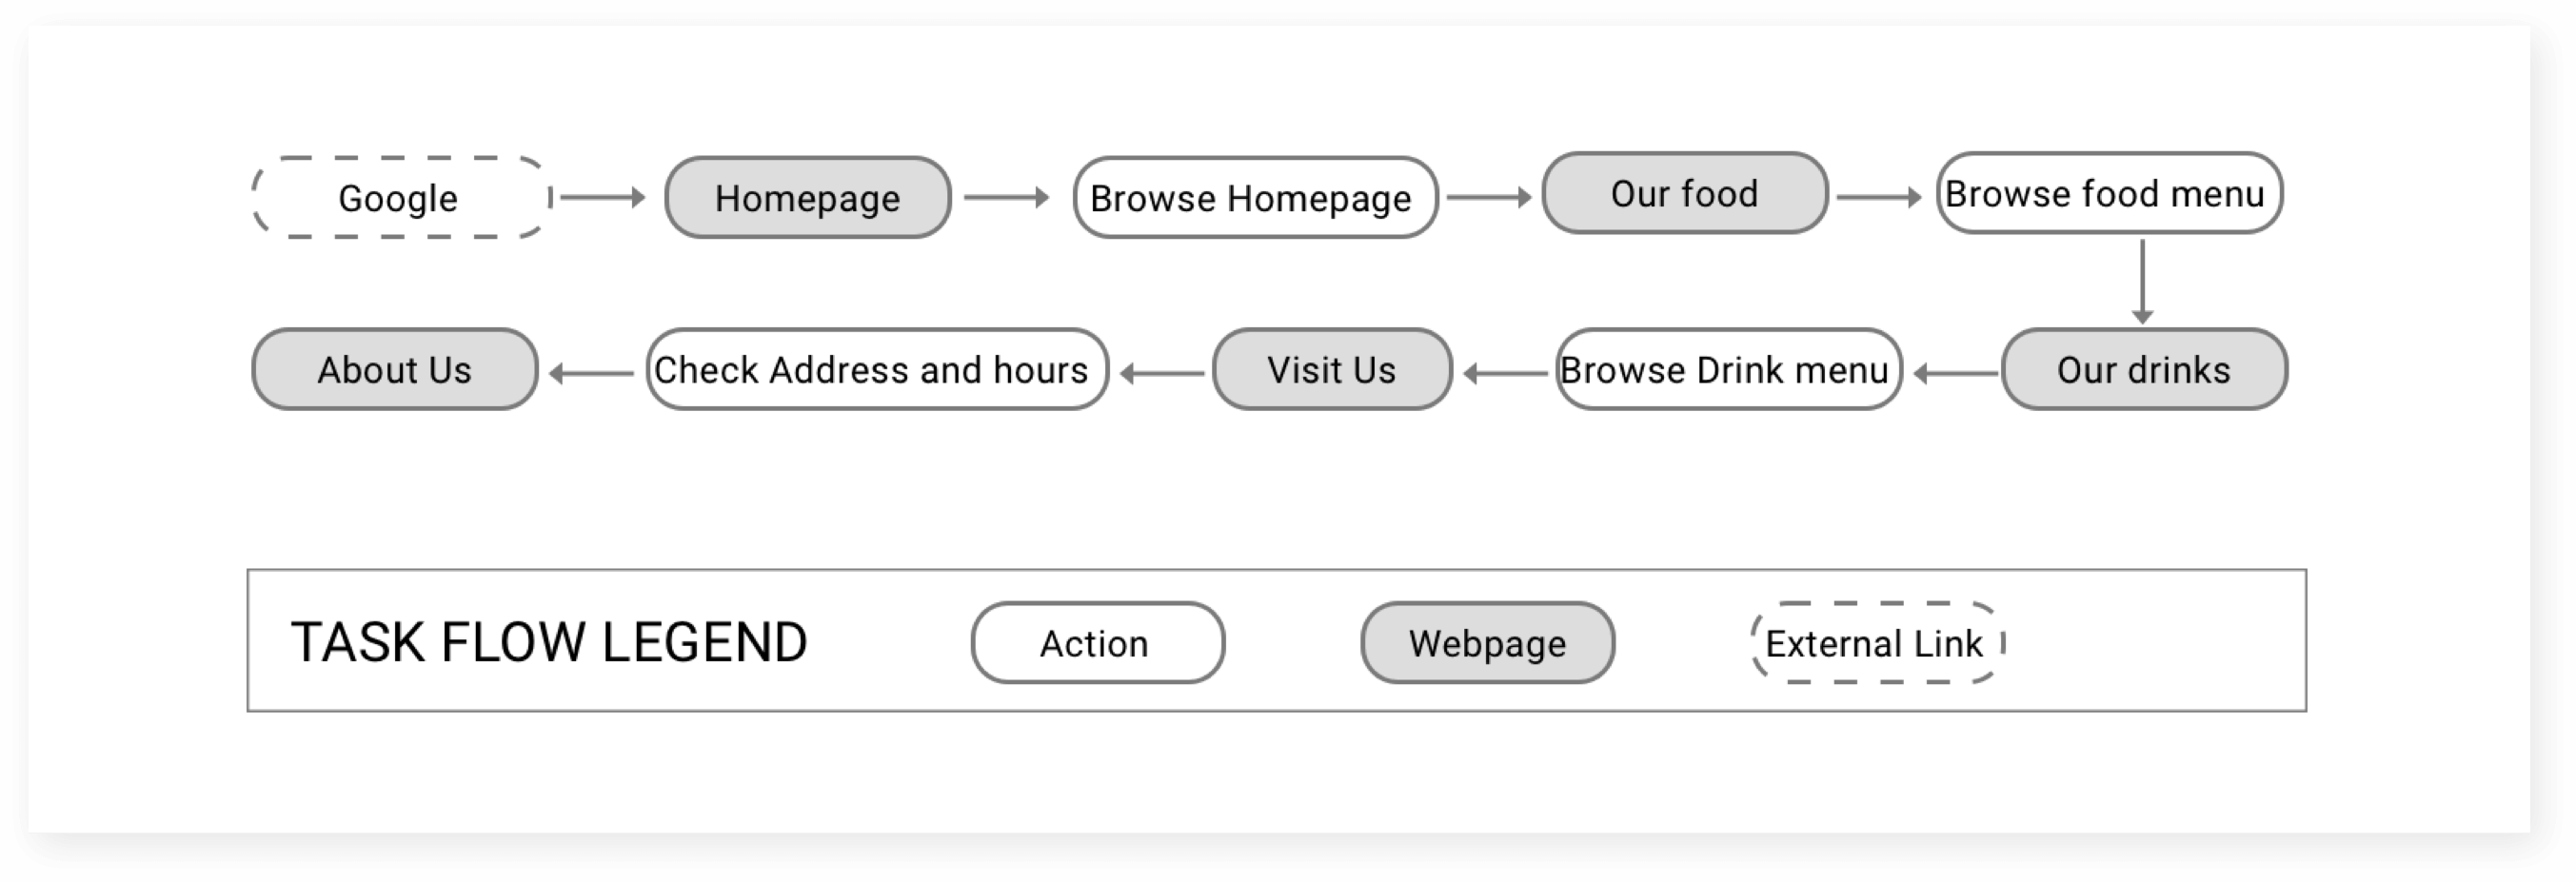 Google
Homepage
Browse Homepage
Our food
Browse food menu
About Us
Check Address and hours
Visit Us
Browse Drink menu
Our drinks
TASK FLOW LEGEND
Action
Webpage
External Link